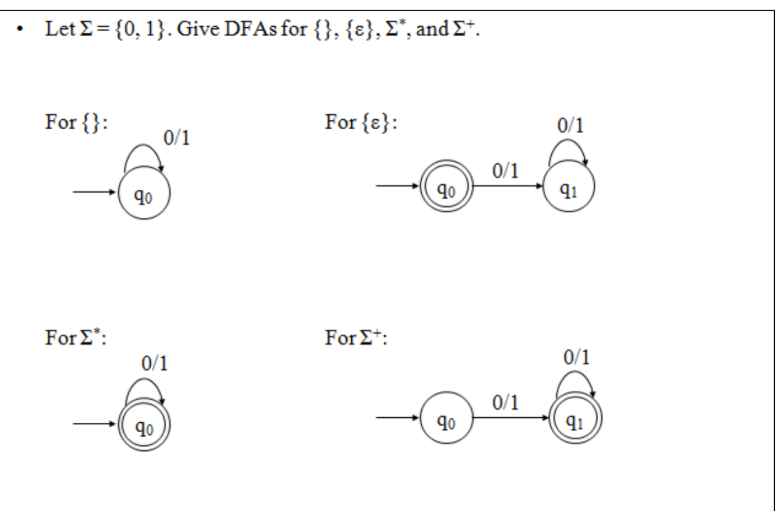 • Let Σ = {0, 1}. Give DFAs for {}, {ε}, Σ*, and Σ⁺.
For {}:
0/1
q₀
For {ε}:
0/1
0/1
q₀
q₁
For Σ*:
0/1
q₀
For Σ⁺:
0/1
0/1
q₀
q₁